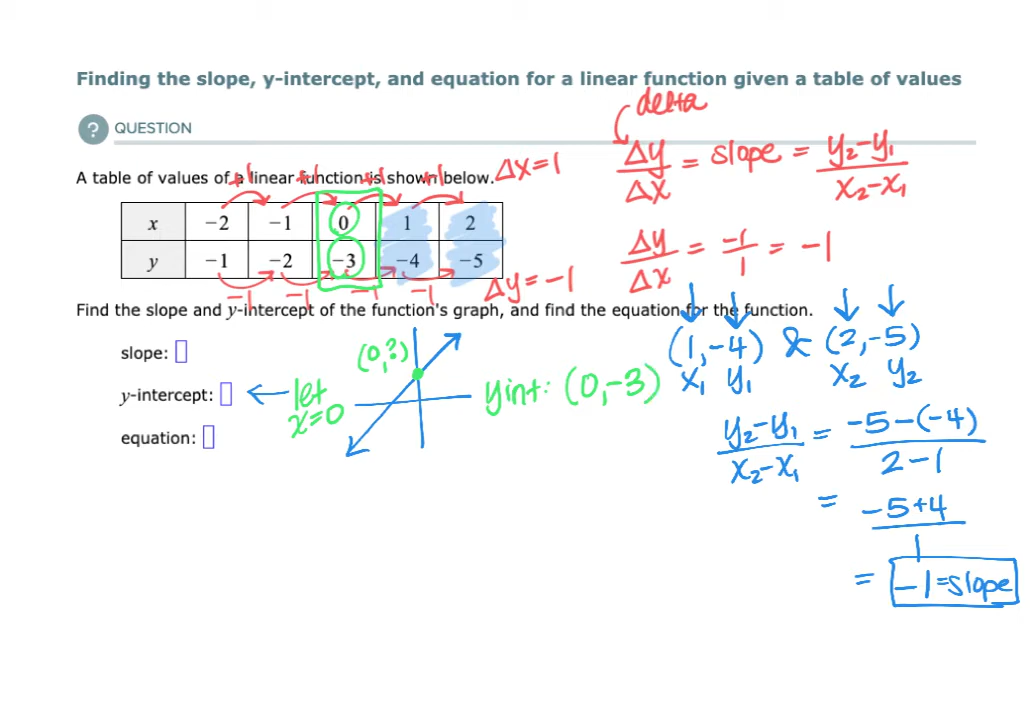 Finding the slope, y-intercept, and equation for a linear function given a table of values
delta
? QUESTION
Δy/Δx = slope = y₂-y₁/x₂-x₁
A table of values of a linear function is shown below. Δx=1
+1 +1 +1 +1
x −2 −1 0 1 2
y −1 −2 −3 −4 −5
−1 −1 −1 −1 Δy=−1
Δy/Δx = −1/1 = −1
Find the slope and y-intercept of the function's graph, and find the equation for the function.
slope:
(0,?)
(1,−4) & (2,−5)
x₁ y₁ x₂ y₂
y-intercept: ← let x=0
yint: (0,−3)
equation:
y₂-y₁/x₂-x₁ = −5−(−4)/2−1
= −5+4/1
= −1=slope